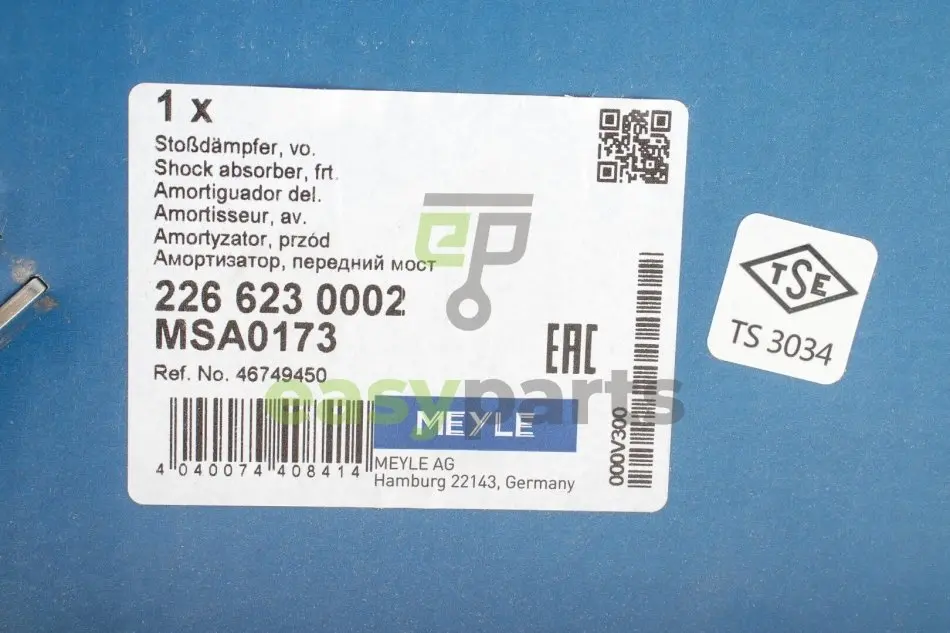 1 x
Stoßdämpfer, vo.
Shock absorber, frt.
Amortiguador del.
Amortisseur, av.
Amortyzator, przód
Амортизатор, передний мост
226 623 0002
MSA0173
Ref. No. 46749450
4 040074 408414
MEYLE
MEYLE AG
Hamburg 22143, Germany
EAC
000V300
TSE
TS 3034
ep
easyparts